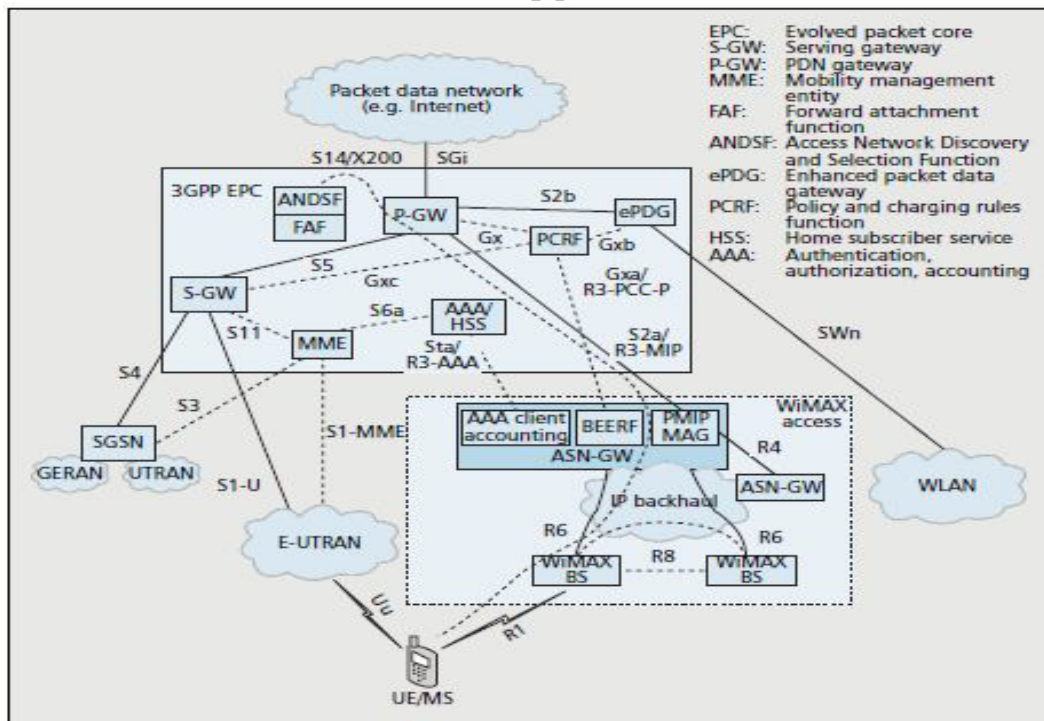 EPC: Evolved packet core
S-GW: Serving gateway
P-GW: PDN gateway
MME: Mobility management
entity
FAF: Forward attachment
function
ANDSF: Access Network Discovery
and Selection Function
ePDG: Enhanced packet data
gateway
PCRF: Policy and charging rules
function
HSS: Home subscriber service
AAA: Authentication,
authorization, accounting
Packet data network
(e.g. Internet)
S14/X200
SGi
3GPP EPC
ANDSF
FAF
P-GW
S2b
ePDG
Gx
PCRF
Gxb
S5
Gxc
Gxa/
R3-PCC-P
S-GW
S6a
AAA/
HSS
S11
MME
Sta/
R3-AAA
S2a/
R3-MIP
SWn
S4
S3
S1-MME
SGSN
GERAN
UTRAN
S1-U
WiMAX
access
AAA client
accounting
BEERF
PMIP
MAG
ASN-GW
R4
ASN-GW
IP backhaul
WLAN
E-UTRAN
R6
R6
WiMAX
BS
R8
WiMAX
BS
Uu
R1
UE/MS